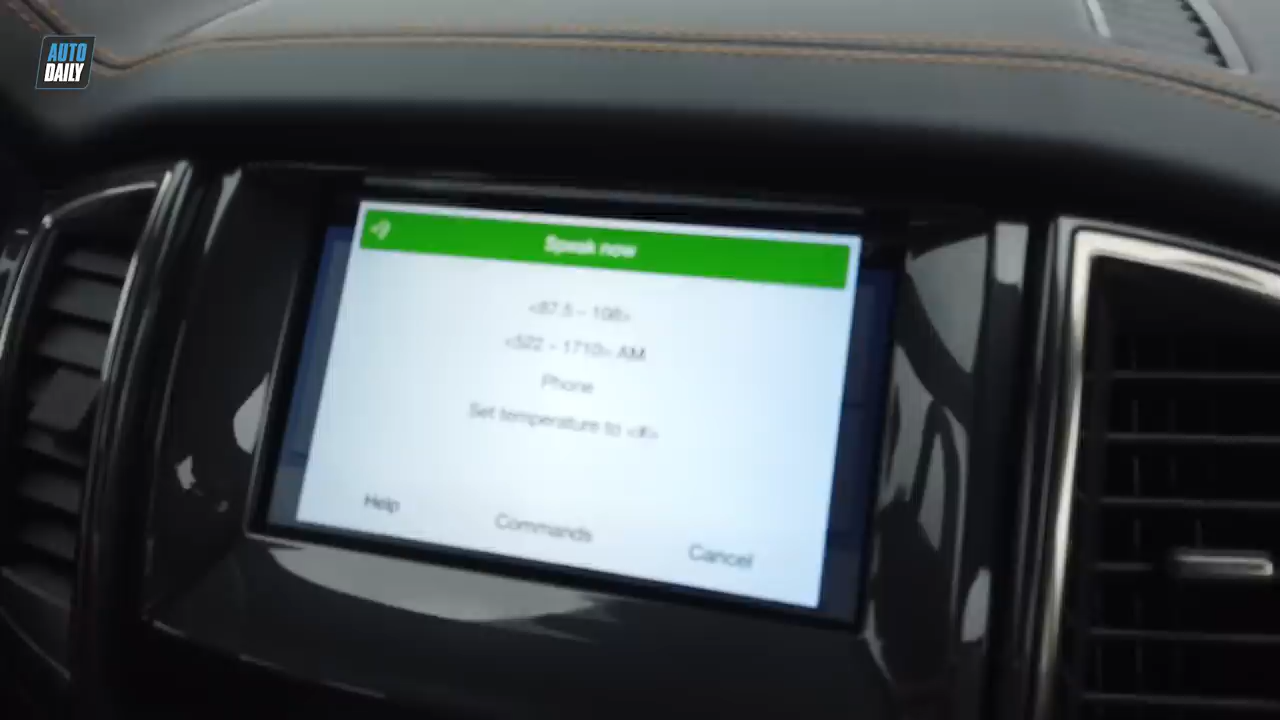 AUTO
DAILY
Speak now
<87.5 - 108>
<522 - 1710> AM
Phone
Set temperature to <#>
Help
Commands
Cancel